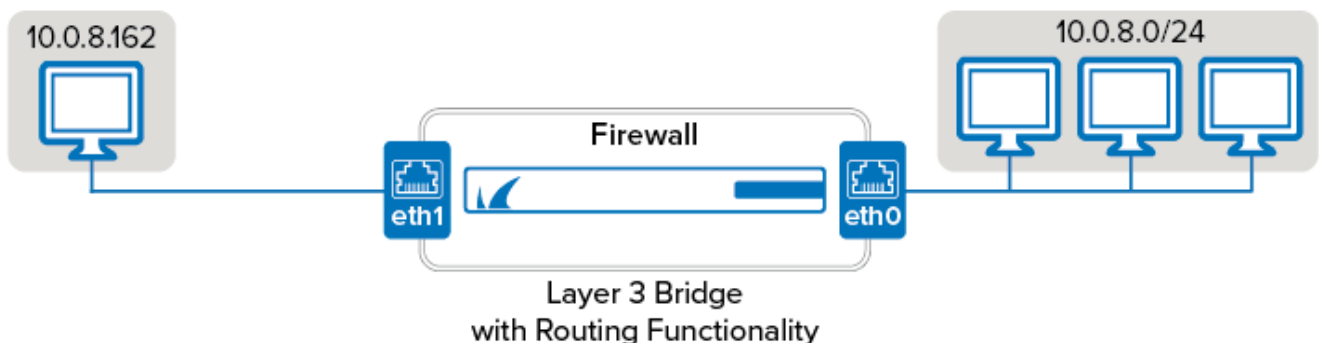 10.0.8.162
10.0.8.0/24
Firewall
eth1
eth0
Layer 3 Bridge
with Routing Functionality